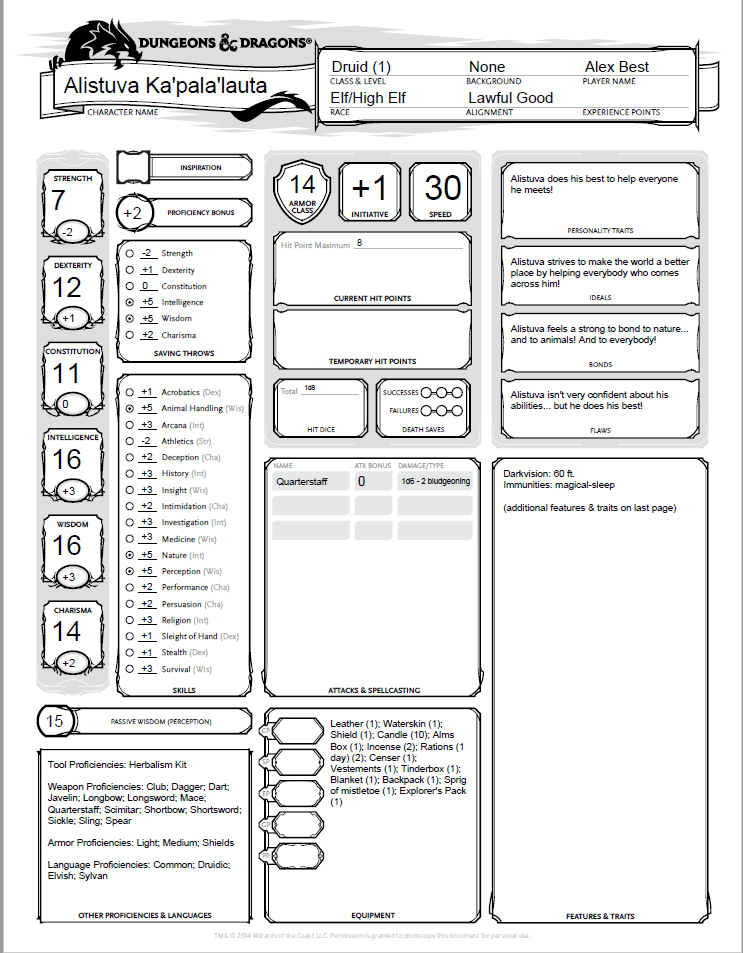 DUNGEONS & DRAGONS®
Alistuva Ka'pala'lauta
CHARACTER NAME
Druid (1) None Alex Best
CLASS & LEVEL BACKGROUND PLAYER NAME
Elf/High Elf Lawful Good
RACE ALIGNMENT EXPERIENCE POINTS
STRENGTH
7
-2
DEXTERITY
12
+1
CONSTITUTION
11
0
INTELLIGENCE
16
+3
WISDOM
16
+3
CHARISMA
14
+2
INSPIRATION
+2 PROFICIENCY BONUS
-2 Strength
+1 Dexterity
0 Constitution
+5 Intelligence
+5 Wisdom
+2 Charisma
SAVING THROWS
+1 Acrobatics (Dex)
+5 Animal Handling (Wis)
+3 Arcana (Int)
-2 Athletics (Str)
+2 Deception (Cha)
+3 History (Int)
+3 Insight (Wis)
+2 Intimidation (Cha)
+3 Investigation (Int)
+3 Medicine (Wis)
+5 Nature (Int)
+5 Perception (Wis)
+2 Performance (Cha)
+2 Persuasion (Cha)
+3 Religion (Int)
+1 Sleight of Hand (Dex)
+1 Stealth (Dex)
+3 Survival (Wis)
SKILLS
15 PASSIVE WISDOM (PERCEPTION)
Tool Proficiencies: Herbalism Kit
Weapon Proficiencies: Club; Dagger; Dart;
Javelin; Longbow; Longsword; Mace;
Quarterstaff; Scimitar; Shortbow; Shortsword;
Sickle; Sling; Spear
Armor Proficiencies: Light; Medium; Shields
Language Proficiencies: Common; Druidic;
Elvish; Sylvan
OTHER PROFICIENCIES & LANGUAGES
14
ARMOR
CLASS
+1
INITIATIVE
30
SPEED
Hit Point Maximum 8
CURRENT HIT POINTS
TEMPORARY HIT POINTS
Total 1d8
HIT DICE
SUCCESSES
FAILURES
DEATH SAVES
NAME ATK BONUS DAMAGE/TYPE
Quarterstaff 0 1d6 - 2 bludgeoning
ATTACKS & SPELLCASTING
CP
SP
EP
GP
PP
Leather (1); Waterskin (1);
Shield (1); Candle (10); Alms
Box (1); Incense (2); Rations (1
day) (2); Censer (1);
Vestements (1); Tinderbox (1);
Blanket (1); Backpack (1); Sprig
of mistletoe (1); Explorer's Pack
(1)
EQUIPMENT
Alistuva does his best to help everyone
he meets!
PERSONALITY TRAITS
Alistuva strives to make the world a better
place by helping everybody who comes
across him!
IDEALS
Alistuva feels a strong to bond to nature...
and to animals! And to everybody!
BONDS
Alistuva isn't very confident about his
abilities... but he does his best!
FLAWS
Darkvision: 60 ft.
Immunities: magical-sleep
(additional features & traits on last page)
FEATURES & TRAITS
TM & © 2014 Wizards of the Coast LLC. Permission is granted to photocopy this document for personal use.